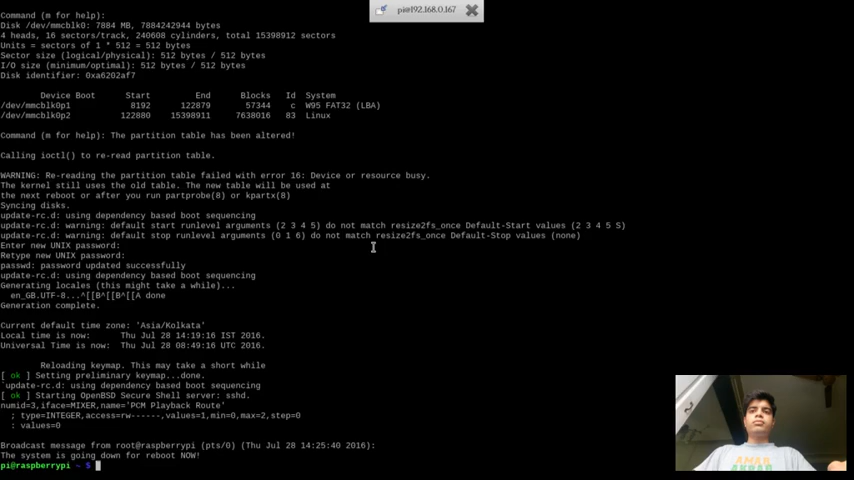 pi@192.168.0.167
Command (m for help):
Disk /dev/mmcblk0: 7884 MB, 7884242944 bytes
4 heads, 16 sectors/track, 240608 cylinders, total 15398912 sectors
Units = sectors of 1 * 512 = 512 bytes
Sector size (logical/physical): 512 bytes / 512 bytes
I/O size (minimum/optimal): 512 bytes / 512 bytes
Disk identifier: 0xa6202af7
Device Boot Start End Blocks Id System
/dev/mmcblk0p1 8192 122879 57344 c W95 FAT32 (LBA)
/dev/mmcblk0p2 122880 15398911 7638016 83 Linux
Command (m for help): The partition table has been altered!
Calling ioctl() to re-read partition table.
WARNING: Re-reading the partition table failed with error 16: Device or resource busy.
The kernel still uses the old table. The new table will be used at
the next reboot or after you run partprobe(8) or kpartx(8)
Syncing disks.
update-rc.d: using dependency based boot sequencing
update-rc.d: warning: default start runlevel arguments (2 3 4 5) do not match resize2fs_once Default-Start values (2 3 4 5 S)
update-rc.d: warning: default stop runlevel arguments (0 1 6) do not match resize2fs_once Default-Stop values (none)
Enter new UNIX password:
Retype new UNIX password:
passwd: password updated successfully
update-rc.d: using dependency based boot sequencing
Generating locales (this might take a while)...
en_GB.UTF-8...^[[B^[[B^[[A done
Generation complete.
Current default time zone: 'Asia/Kolkata'
Local time is now: Thu Jul 28 14:19:16 IST 2016.
Universal Time is now: Thu Jul 28 08:49:16 UTC 2016.
Reloading keymap. This may take a short while
[ ok ] Setting preliminary keymap...done.
`update-rc.d: using dependency based boot sequencing
[ ok ] Starting OpenBSD Secure Shell server: sshd.
numid=3,iface=MIXER,name='PCM Playback Route'
; type=INTEGER,access=rw------,values=1,min=0,max=2,step=0
: values=0
Broadcast message from root@raspberrypi (pts/0) (Thu Jul 28 14:25:40 2016):
The system is going down for reboot NOW!
pi@raspberrypi ~ $
AMAR
AKBAR